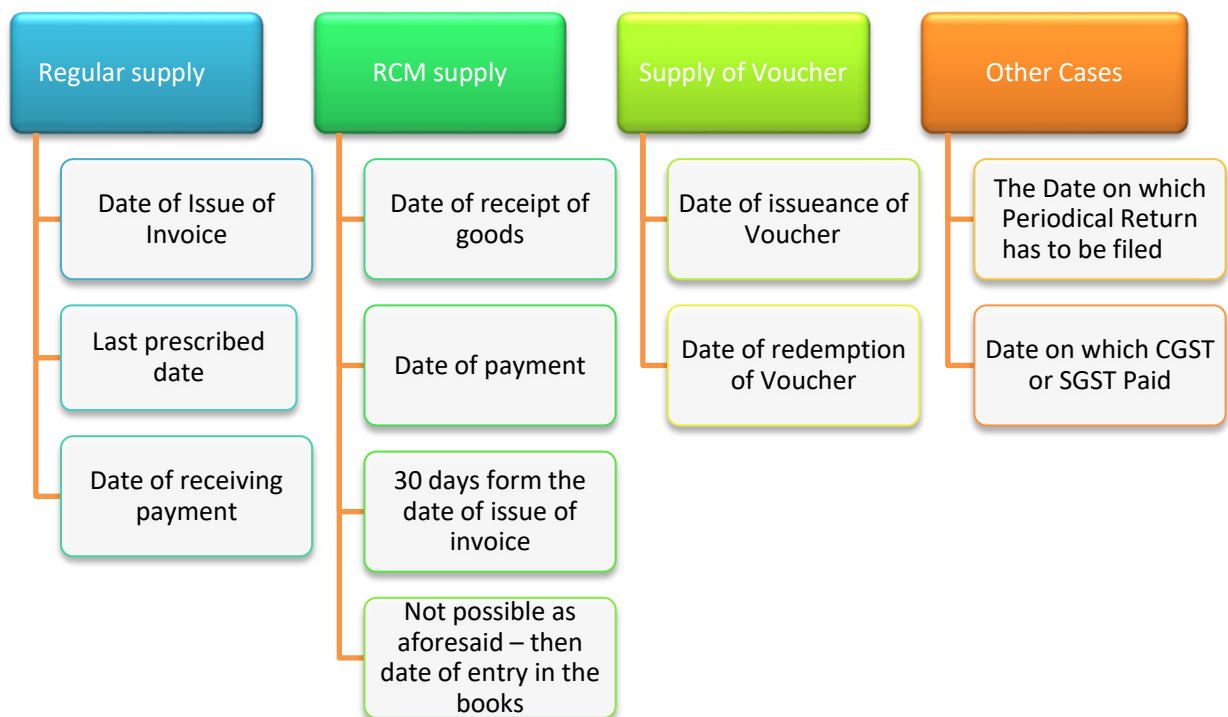 Regular supply
Date of Issue of
Invoice
Last prescribed
date
Date of receiving
payment
RCM supply
Date of receipt of
goods
Date of payment
30 days form the
date of issue of
invoice
Not possible as
aforesaid – then
date of entry in the
books
Supply of Voucher
Date of issueance of
Voucher
Date of redemption
of Voucher
Other Cases
The Date on which
Periodical Return
has to be filed
Date on which CGST
or SGST Paid